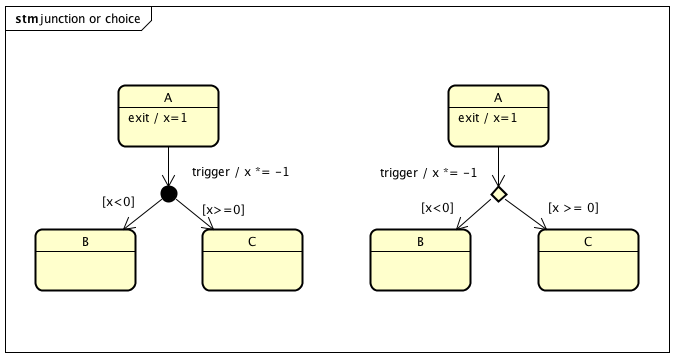 stm junction or choice
A
exit / x=1
trigger / x *= -1
[x<0]
[x>=0]
B
C
A
exit / x=1
trigger / x *= -1
[x<0]
[x >= 0]
B
C